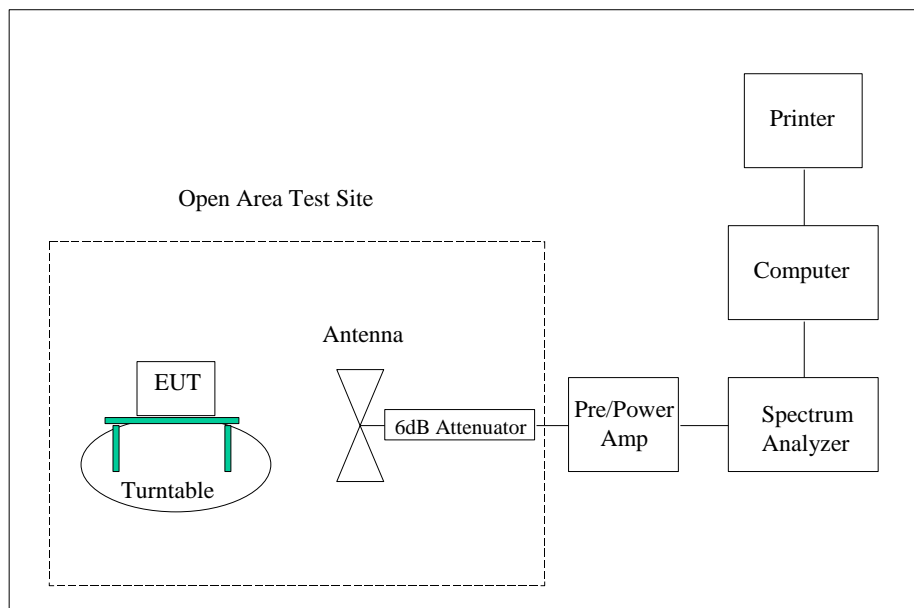 Printer
Open Area Test Site
Computer
Antenna
EUT
Pre/Power
Amp
Spectrum
Analyzer
6dB Attenuator
Turntable